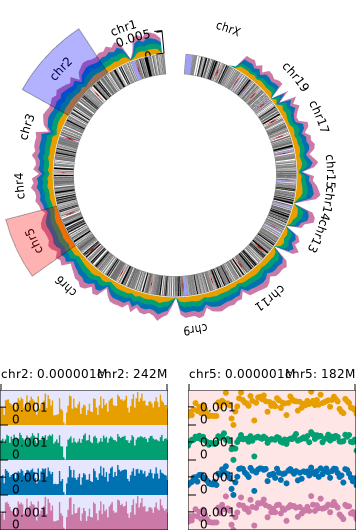 chr1
chrX
0.005
0
chr2
chr19
chr17
chr3
chr15
chr4
chr14
chr13
chr5
chr6
chr11
chr9
chr2: 0.000001M
chr2: 242M
chr5: 0.000001M
chr5: 182M
0.001
0
0.001
0
0.001
0
0.001
0
0.001
0
0.001
0
0.001
0
0.001
0